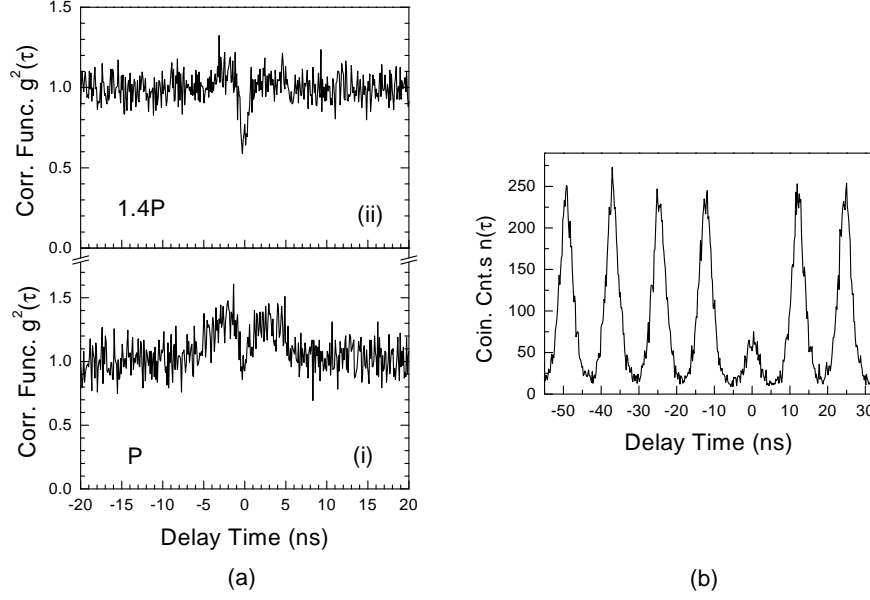 1.5
1.0
0.5
0.0
Corr. Func. g²(τ)
1.4P
(ii)
1.5
1.0
0.5
0.0
Corr. Func. g²(τ)
P
(i)
-20 -15 -10 -5 0 5 10 15 20
Delay Time (ns)
(a)
250
200
150
100
50
0
Coin. Cnt.s n(τ)
-50 -40 -30 -20 -10 0 10 20 30
Delay Time (ns)
(b)